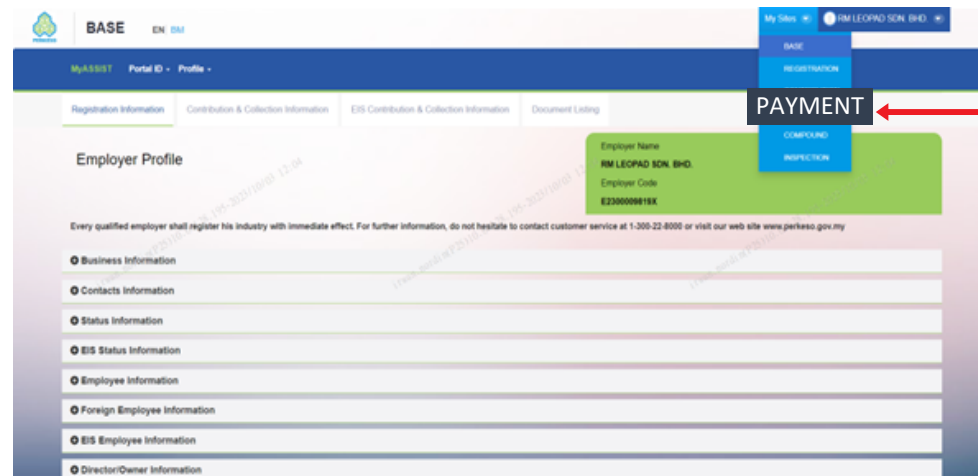 BASE EN BM
My Sites RM LEOPAD SDN. BHD.
BASE
REGISTRATION
PAYMENT
COMPOUND
INSPECTION
PERKESO
MyASSIST Portal ID Profile
Registration Information Contribution & Collection Information EIS Contribution & Collection Information Document Listing
Employer Profile
Employer Name
RM LEOPAD SDN. BHD.
Employer Code
E2300009819X
Every qualified employer shall register his industry with immediate effect. For further information, do not hesitate to contact customer service at 1-300-22-8000 or visit our web site www.perkeso.gov.my
Business Information
Contacts Information
Status Information
EIS Status Information
Employee Information
Foreign Employee Information
EIS Employee Information
Director/Owner Information